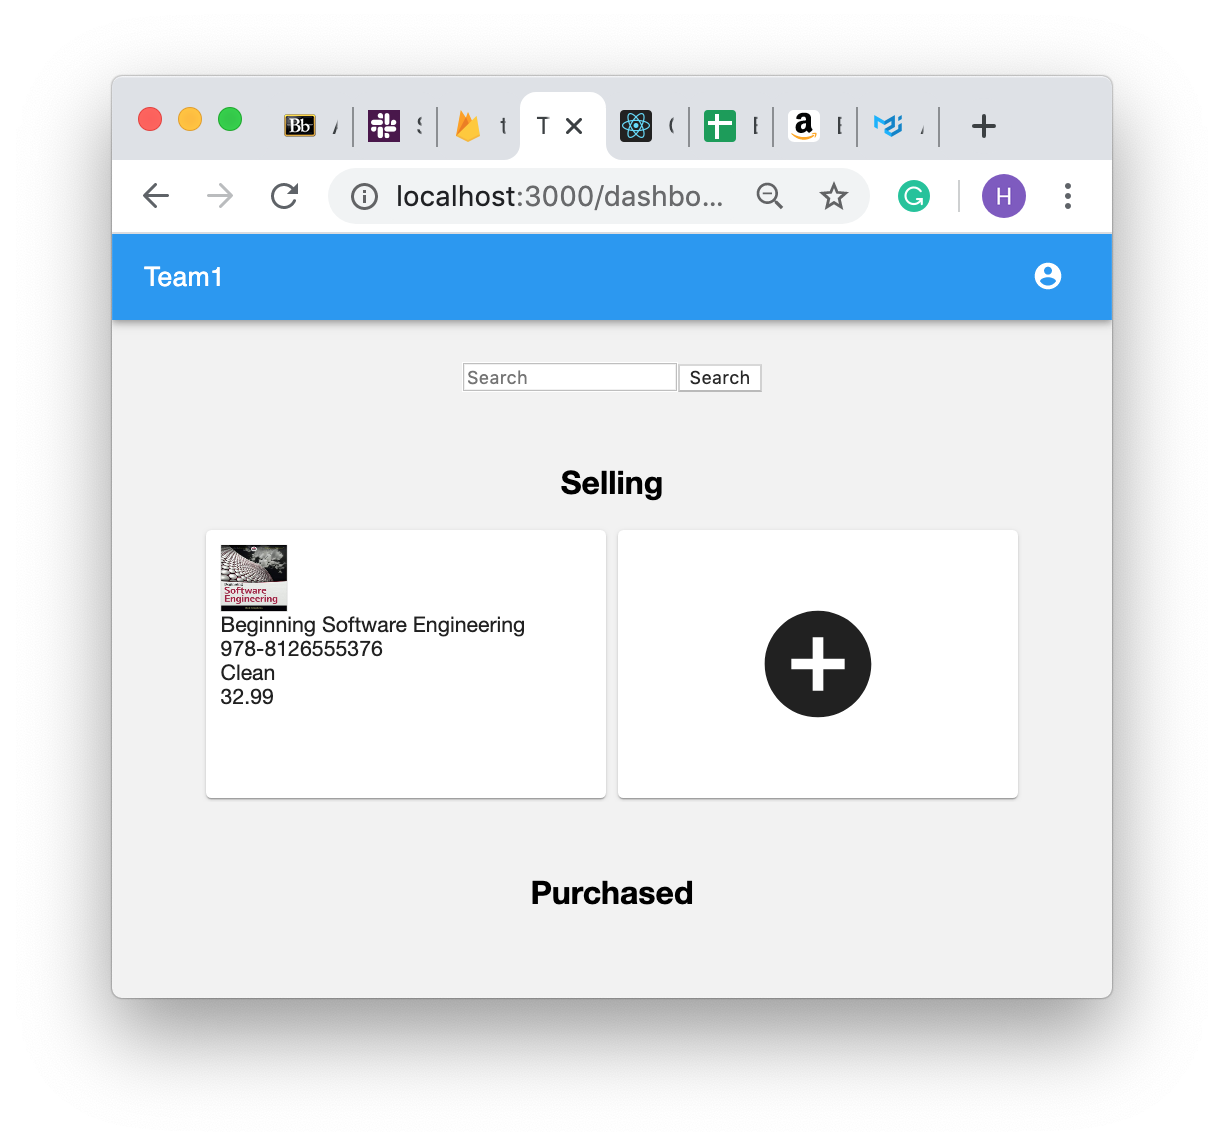 Bb
T
a
localhost:3000/dashbo...
G
H
Team1
Search
Search
Selling
Software
Engineering
Beginning Software Engineering
978-8126555376
Clean
32.99
Purchased